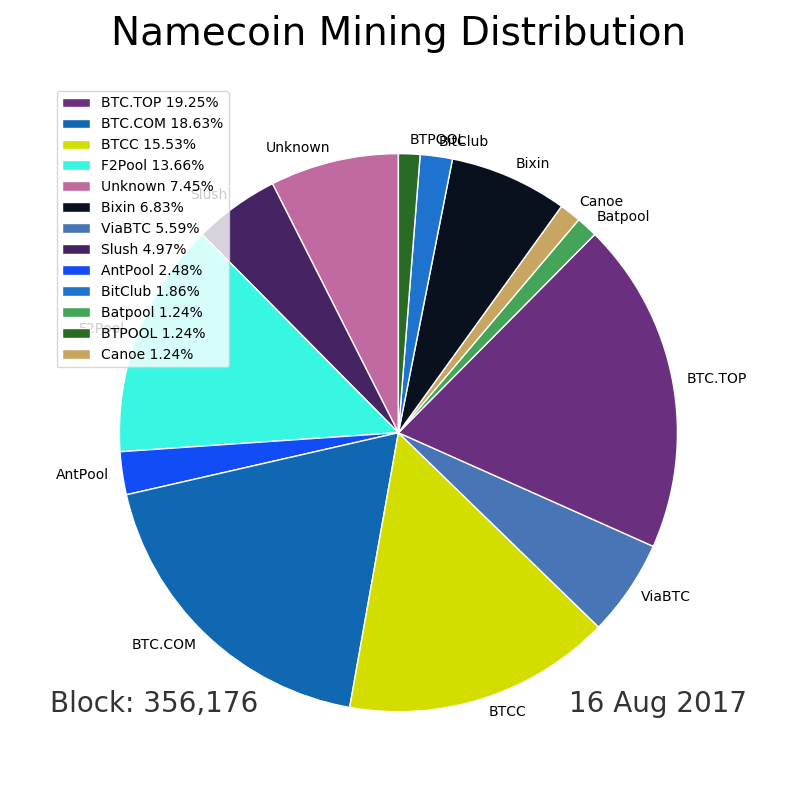 Namecoin Mining Distribution
BTC.TOP 19.25%
BTC.COM 18.63%
BTCC 15.53%
F2Pool 13.66%
Unknown 7.45%
Bixin 6.83%
ViaBTC 5.59%
Slush 4.97%
AntPool 2.48%
BitClub 1.86%
Batpool 1.24%
BTPOOL 1.24%
Canoe 1.24%
Unknown
BTPOOL
BitClub
Bixin
Slush
Canoe
Batpool
F2Pool
BTC.TOP
AntPool
ViaBTC
BTC.COM
BTCC
Block: 356,176
16 Aug 2017